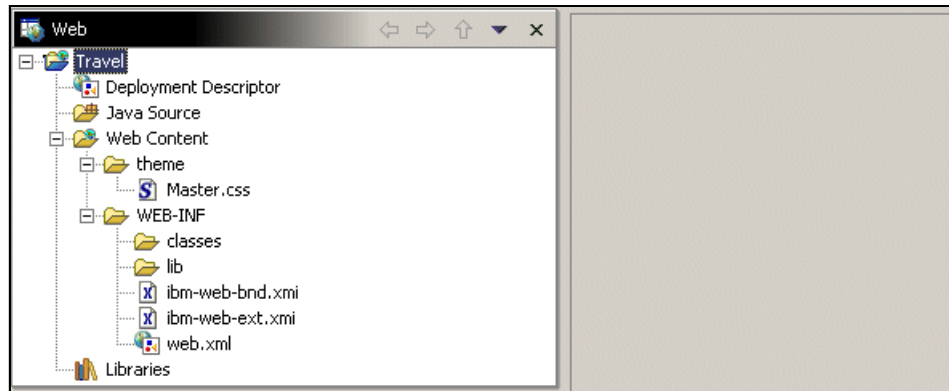 Web
Travel
Deployment Descriptor
Java Source
Web Content
theme
Master.css
WEB-INF
classes
lib
ibm-web-bnd.xmi
ibm-web-ext.xmi
web.xml
Libraries